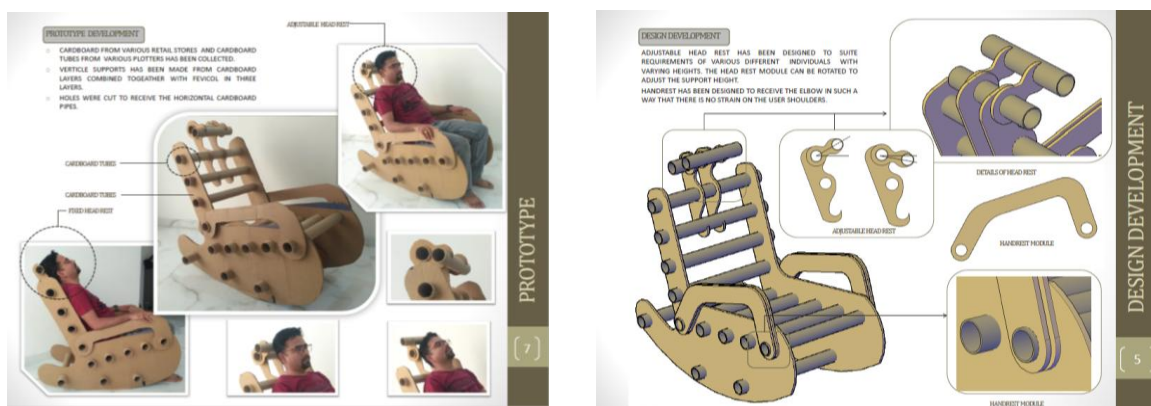 PROTOTYPE DEVELOPMENT
CARDBOARD FROM VARIOUS RETAIL STORES AND CARDBOARD
TUBES FROM VARIOUS PLOTTERS HAS BEEN COLLECTED.
VERTICLE SUPPORTS HAS BEEN MADE FROM CARDBOARD
LAYERS COMBINED TOGEATHER WITH FEVICOL IN THREE
LAYERS.
HOLES WERE CUT TO RECEIVE THE HORIZONTAL CARDBOARD
PIPES.
ADJUSTABLE HEAD REST
CARDBOARD TUBES
CARDBOARD TUBES
FIXED HEAD REST
PROTOTYPE
7
DESIGN DEVELOPMENT
ADJUSTABLE HEAD REST HAS BEEN DESIGNED TO SUITE
REQUIREMENTS OF VARIOUS DIFFERENT INDIVIDUALS WITH
VARYING HEIGHTS. THE HEAD REST MODULE CAN BE ROTATED TO
ADJUST THE SUPPORT HEIGHT.
HANDREST HAS BEEN DESIGNED TO RECEIVE THE ELBOW IN SUCH A
WAY THAT THERE IS NO STRAIN ON THE USER SHOULDERS.
DETAILS OF HEAD REST
ADJUSTABLE HEAD REST
HANDREST MODULE
HANDREST MODULE
DESIGN DEVELOPMENT
5